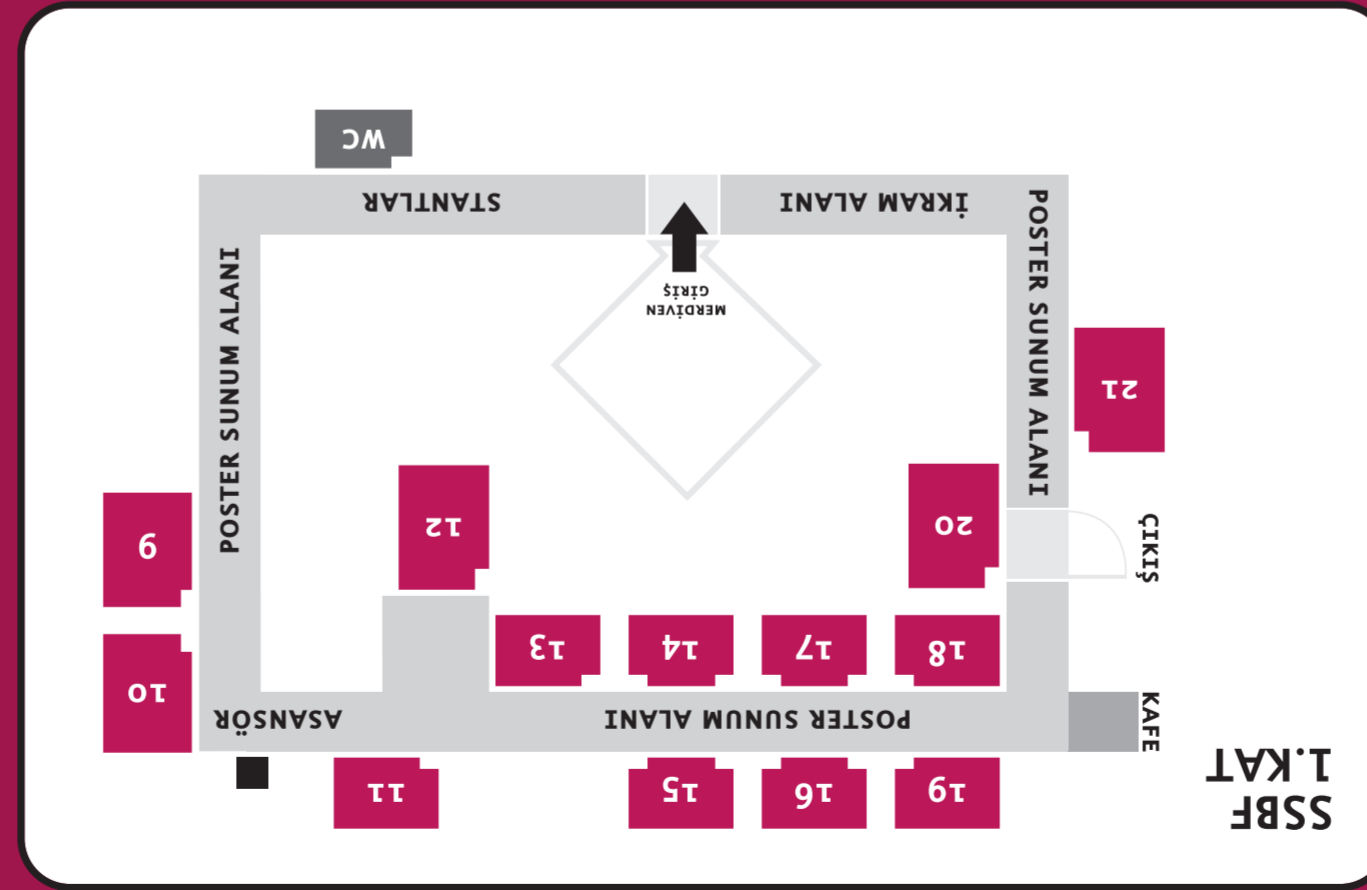 SSBF
1.KAT
19
16
15
11
KAFE
POSTER SUNUM ALANI
ASANSÖR
10
18
17
14
13
ÇIKIŞ
20
12
9
21
POSTER SUNUM ALANI
POSTER SUNUM ALANI
MERDİVEN
GİRİŞ
İKRAM ALANI
STANTLAR
WC